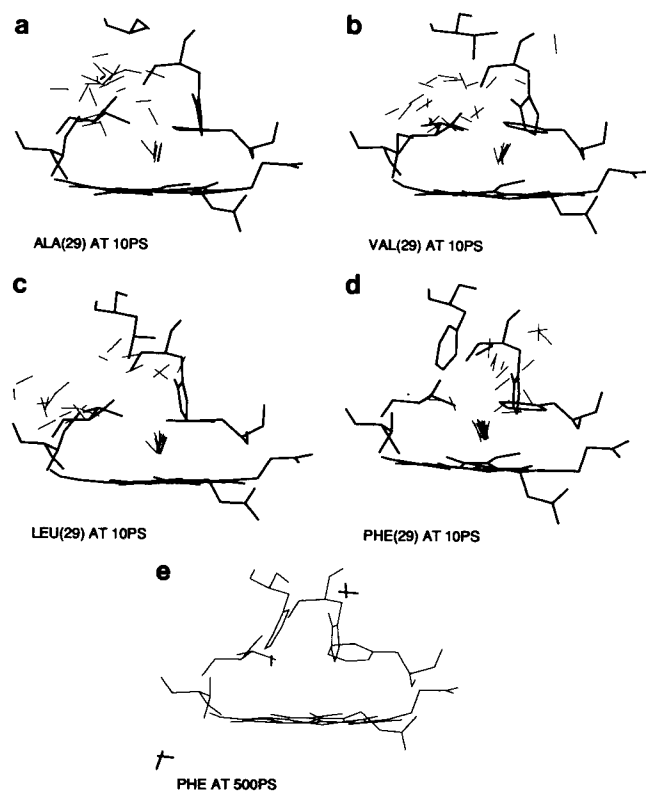 a
b
ALA(29) AT 10PS
VAL(29) AT 10PS
c
d
LEU(29) AT 10PS
PHE(29) AT 10PS
e
PHE AT 500PS